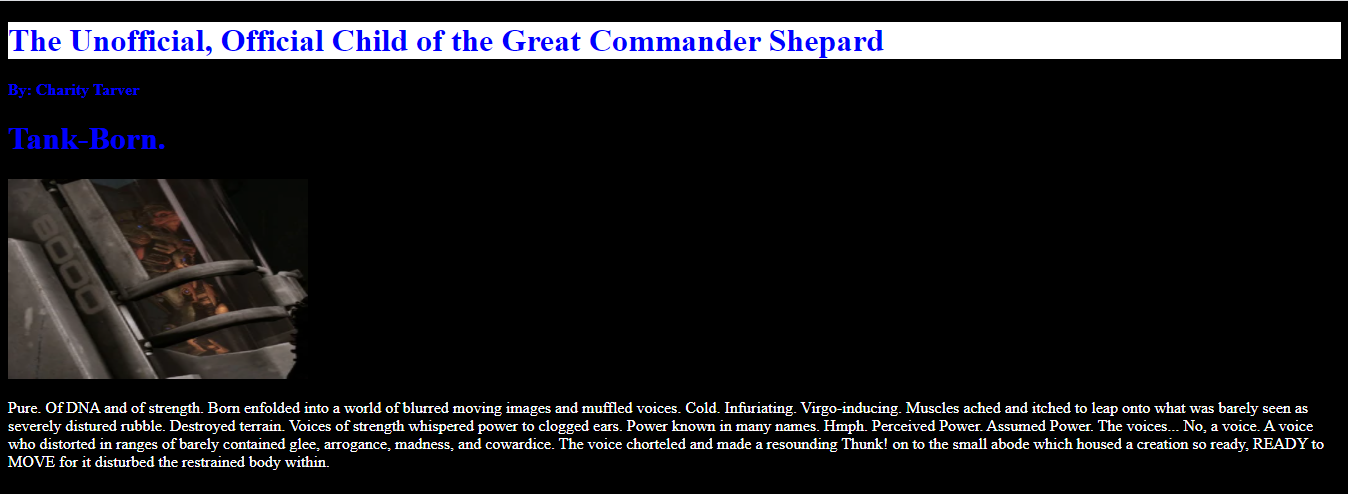 The Unofficial, Official Child of the Great Commander Shepard
By: Charity Tarver
Tank-Born.
8000
Pure. Of DNA and of strength. Born enfolded into a world of blurred moving images and muffled voices. Cold. Infuriating. Virgo-inducing. Muscles ached and itched to leap onto what was barely seen as
severely distured rubble. Destroyed terrain. Voices of strength whispered power to clogged ears. Power known in many names. Hmph. Perceived Power. Assumed Power. The voices... No, a voice. A voice
who distorted in ranges of barely contained glee, arrogance, madness, and cowardice. The voice chorteled and made a resounding Thunk! on to the small abode which housed a creation so ready, READY to
MOVE for it disturbed the restrained body within.